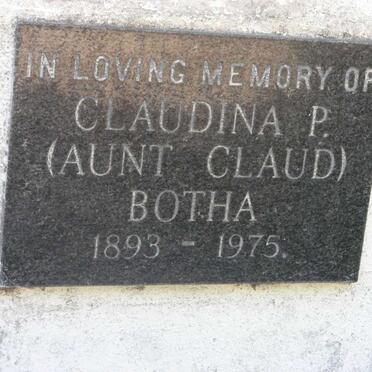 IN LOVING MEMORY OF
CLAUDINA P.
(AUNT CLAUD)
BOTHA
1893 - 1975.